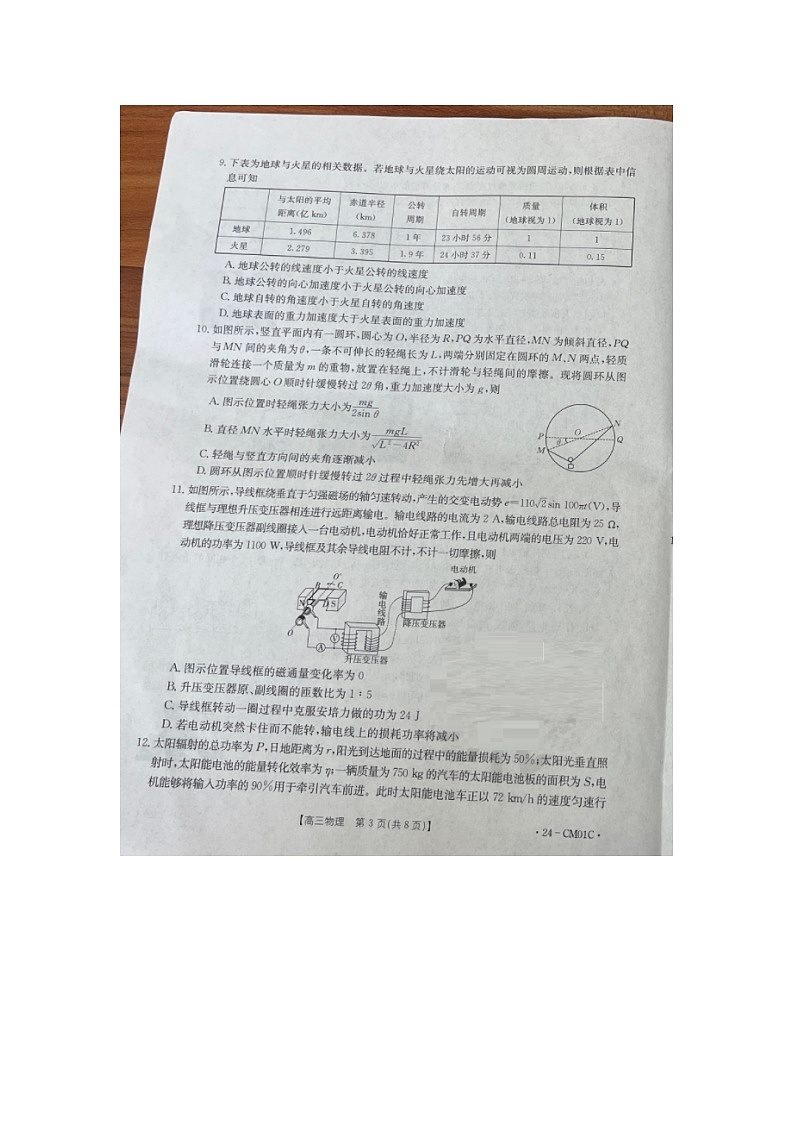 9. 下表为地球与火星的相关数据。若地球与火星绕太阳的运动可视为圆周运动,则根据表中信
息可知
与太阳的平均距离(亿 km) 赤道半径(km) 公转周期 自转周期 质量(地球视为1) 体积(地球视为1)
地球 1.496 6.378 1年 23小时56分 1 1
火星 2.279 3.395 1.9年 24小时37分 0.11 0.15
A. 地球公转的线速度小于火星公转的线速度
B. 地球公转的向心加速度小于火星公转的向心加速度
C. 地球自转的角速度小于火星自转的角速度
D. 地球表面的重力加速度大于火星表面的重力加速度
10. 如图所示,竖直平面内有一圆环,圆心为O,半径为R,PQ为水平直径,MN为倾斜直径,PQ
与MN间的夹角为θ,一条不可伸长的轻绳长为L,两端分别固定在圆环的M、N两点,轻质
滑轮连接一个质量为m的重物,放置在轻绳上,不计滑轮与轻绳间的摩擦。现将圆环从图
示位置绕圆心O顺时针缓慢转过2θ角,重力加速度大小为g,则
A. 图示位置时轻绳张力大小为mg/2sin θ
B. 直径MN水平时轻绳张力大小为mgL/√L²−4R²
C. 轻绳与竖直方向间的夹角逐渐减小
D. 圆环从图示位置顺时针缓慢转过2θ过程中轻绳张力先增大再减小
P O Q M N θ
11. 如图所示,导线框绕垂直于匀强磁场的轴匀速转动,产生的交变电动势e=110√2sin 100πt(V),导
线框与理想升压变压器相连进行远距离输电。输电线路的电流为2 A,输电线路总电阻为25 Ω,
理想降压变压器副线圈接入一台电动机,电动机恰好正常工作,且电动机两端的电压为220 V,电
动机的功率为1100 W,导线框及其余导线电阻不计,不计一切摩擦,则
电动机
O′
B C
N D S
O
V
A
输电线路
降压变压器
升压变压器
A. 图示位置导线框的磁通量变化率为0
B. 升压变压器原、副线圈的匝数比为1∶5
C. 导线框转动一圈过程中克服安培力做的功为24 J
D. 若电动机突然卡住而不能转,输电线上的损耗功率将减小
12. 太阳辐射的总功率为P,日地距离为r,阳光到达地面的过程中的能量损耗为50%;太阳光垂直照
射时,太阳能电池的能量转化效率为η;一辆质量为750 kg的汽车的太阳能电池板的面积为S,电
机能够将输入功率的90%用于牵引汽车前进。此时太阳能电池车正以72 km/h的速度匀速行
【高三物理 第3页(共8页)】
·24-CM01C·